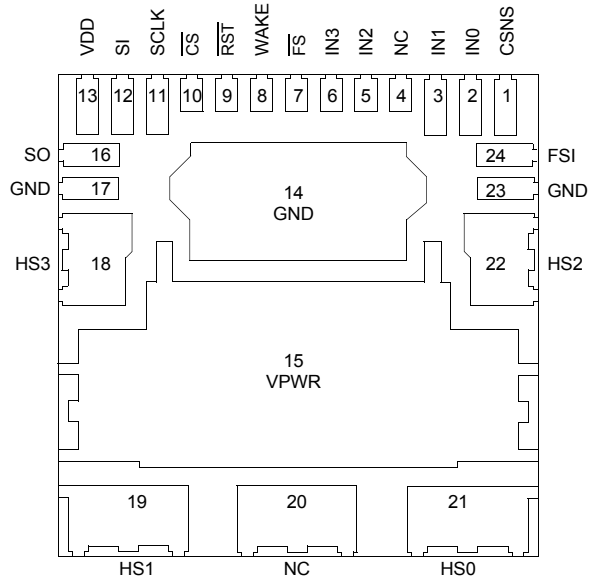 VDD SI SCLK CS RST WAKE FS IN3 IN2 NC IN1 IN0 CSNS
13 12 11 10 9 8 7 6 5 4 3 2 1
SO 16 24 FSI
GND 17 23 GND
14
GND
HS3 18 22 HS2
15
VPWR
19 20 21
HS1 NC HS0